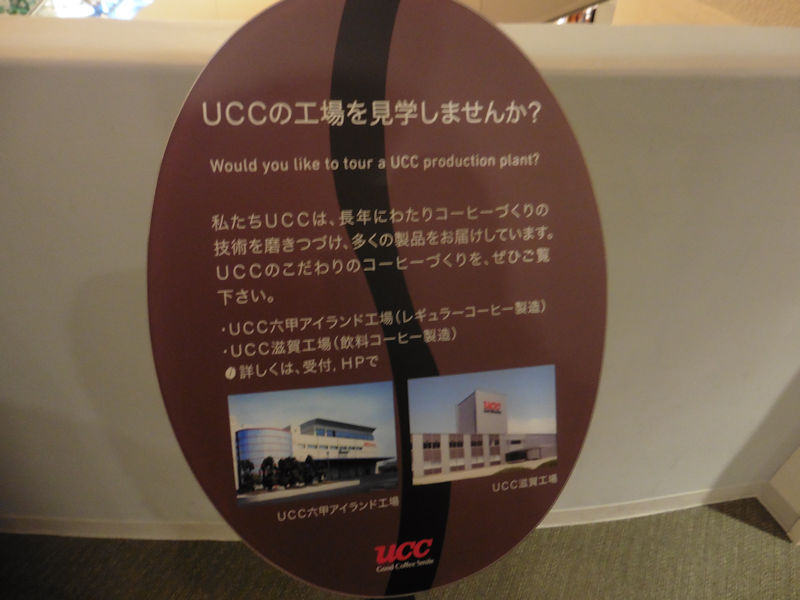 UCCの工場を見学しませんか?
Would you like to tour a UCC production plant?
私たちUCCは、長年にわたりコーヒーづくりの
技術を磨きつづけ、多くの製品をお届けしています。
UCCのこだわりのコーヒーづくりを、ぜひご覧
下さい。
・UCC六甲アイランド工場(レギュラーコーヒー製造)
・UCC滋賀工場(飲料コーヒー製造)
詳しくは、受付, HPで
UCC
UCC六甲アイランド工場
UCC滋賀工場
UCC
Good Coffee Smile